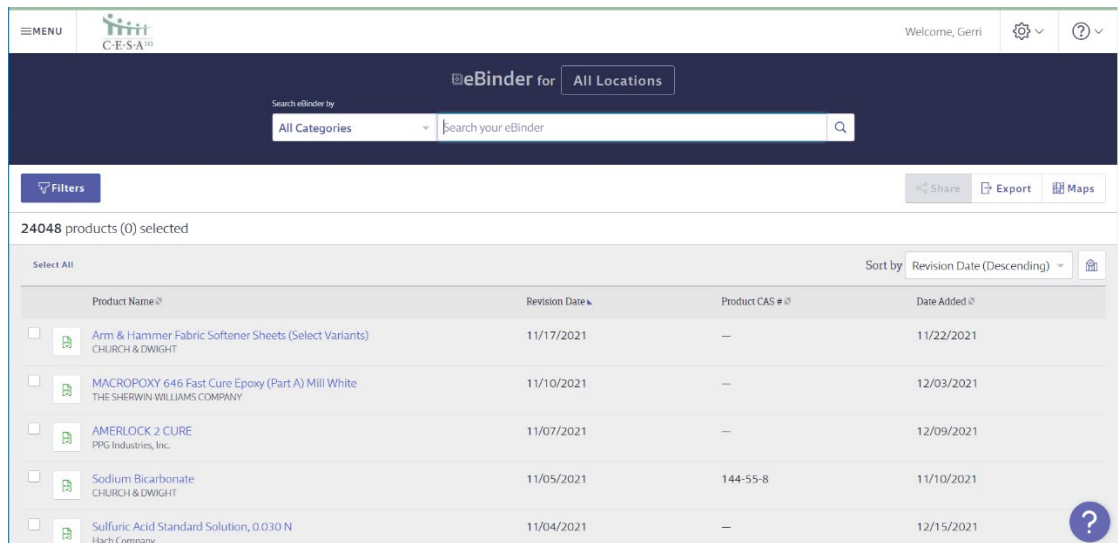 MENU
C·E·S·A 10
Welcome, Gerri
eBinder for All Locations
Search eBinder by
All Categories Search your eBinder
Filters Share Export Maps
24048 products (0) selected
Select All Sort by Revision Date (Descending)
Product Name Revision Date Product CAS # Date Added
Arm & Hammer Fabric Softener Sheets (Select Variants) 11/17/2021 — 11/22/2021
CHURCH & DWIGHT
MACROPOXY 646 Fast Cure Epoxy (Part A) Mill White 11/10/2021 — 12/03/2021
THE SHERWIN-WILLIAMS COMPANY
AMERLOCK 2 CURE 11/07/2021 — 12/09/2021
PPG Industries, Inc.
Sodium Bicarbonate 11/05/2021 144-55-8 11/10/2021
CHURCH & DWIGHT
Sulfuric Acid Standard Solution, 0.030 N 11/04/2021 — 12/15/2021
Hach Company
?